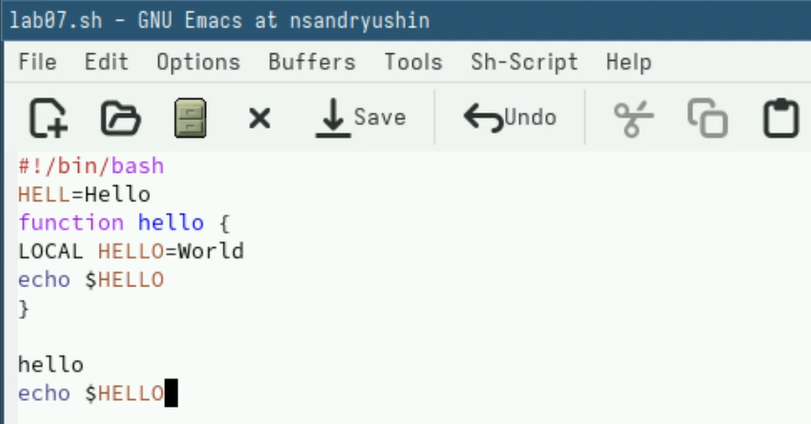 lab07.sh – GNU Emacs at nsandryushin
File Edit Options Buffers Tools Sh-Script Help
Save Undo
#!/bin/bash
HELL=Hello
function hello {
LOCAL HELLO=World
echo $HELLO
}
hello
echo $HELLO